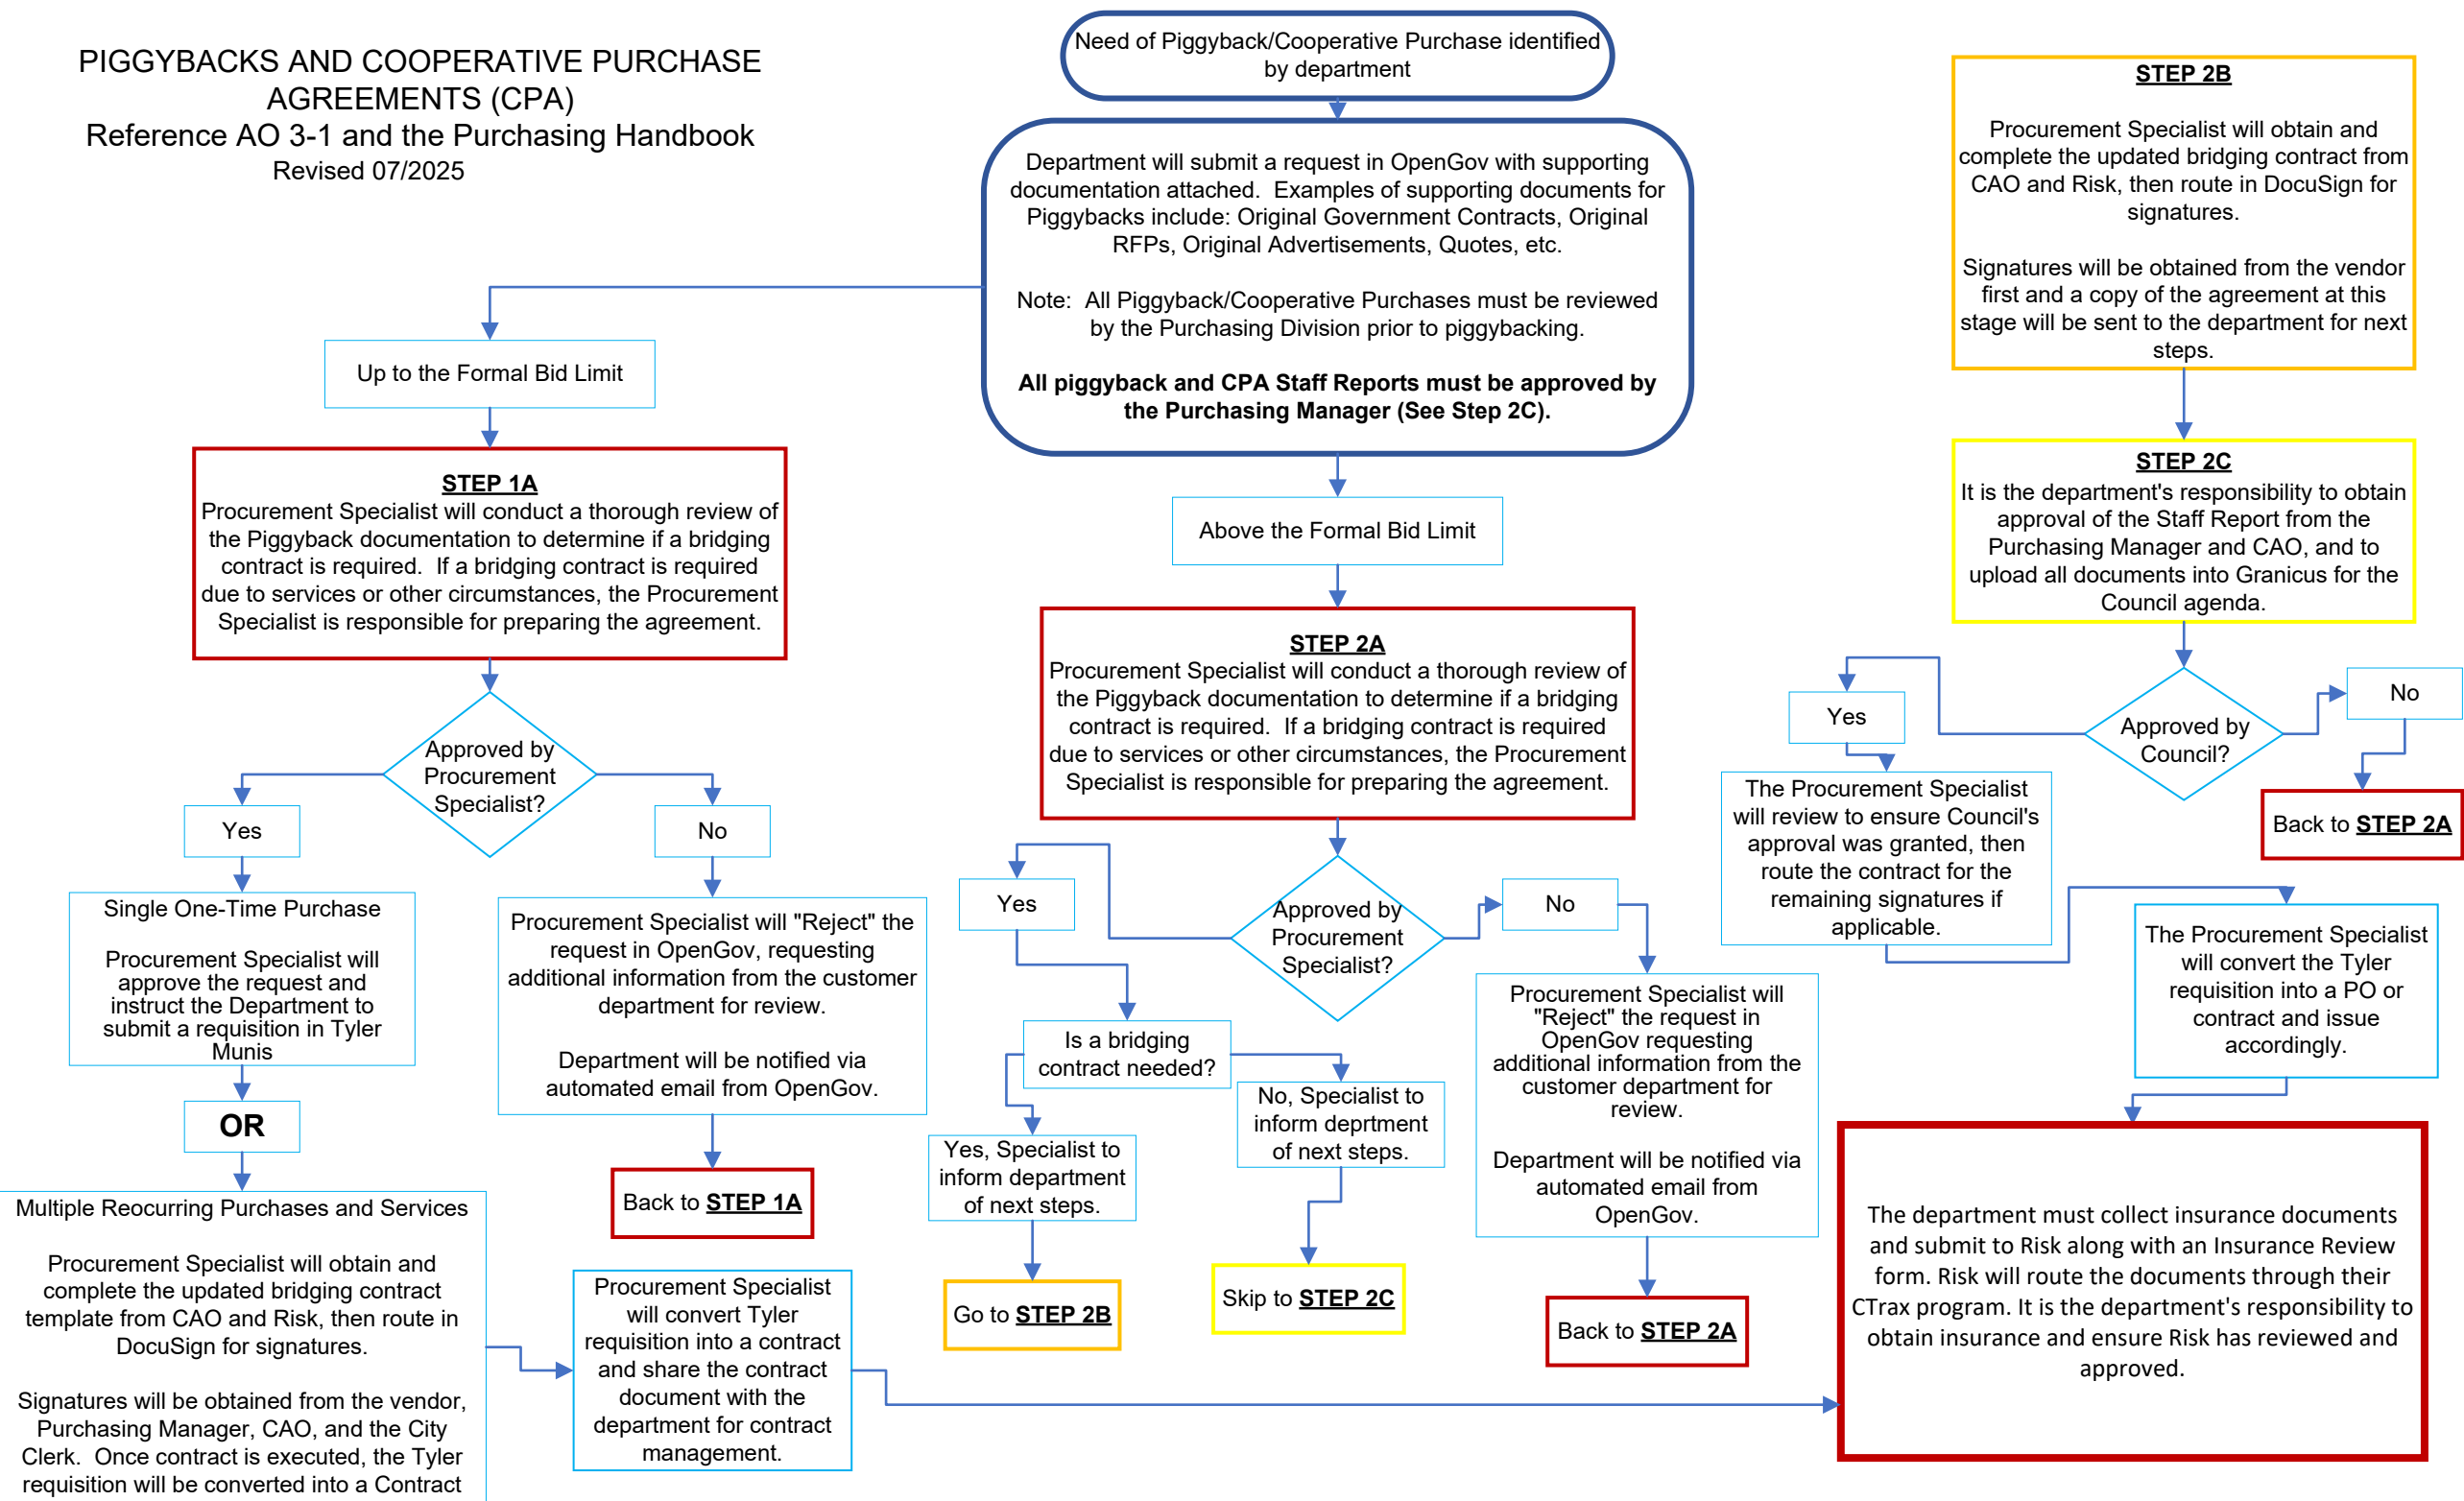 PIGGYBACKS AND COOPERATIVE PURCHASE
AGREEMENTS (CPA)
Reference AO 3-1 and the Purchasing Handbook
Revised 07/2025
Need of Piggyback/Cooperative Purchase identified
by department
Department will submit a request in OpenGov with supporting
documentation attached.  Examples of supporting documents for
Piggybacks include: Original Government Contracts, Original
RFPs, Original Advertisements, Quotes, etc.
Note:  All Piggyback/Cooperative Purchases must be reviewed
by the Purchasing Division prior to piggybacking.
All piggyback and CPA Staff Reports must be approved by
the Purchasing Manager (See Step 2C).
Up to the Formal Bid Limit
STEP 1A
Procurement Specialist will conduct a thorough review of
the Piggyback documentation to determine if a bridging
contract is required.  If a bridging contract is required
due to services or other circumstances, the Procurement
Specialist is responsible for preparing the agreement.
Approved by
Procurement
Specialist?
Yes
No
Single One-Time Purchase
Procurement Specialist will
approve the request and
instruct the Department to
submit a requisition in Tyler
Munis
OR
Multiple Reocurring Purchases and Services
Procurement Specialist will obtain and
complete the updated bridging contract
template from CAO and Risk, then route in
DocuSign for signatures.
Signatures will be obtained from the vendor,
Purchasing Manager, CAO, and the City
Clerk.  Once contract is executed, the Tyler
requisition will be converted into a Contract
Procurement Specialist will "Reject" the
request in OpenGov, requesting
additional information from the customer
department for review.
Department will be notified via
automated email from OpenGov.
Back to STEP 1A
Procurement Specialist
will convert Tyler
requisition into a contract
and share the contract
document with the
department for contract
management.
Above the Formal Bid Limit
STEP 2A
Procurement Specialist will conduct a thorough review of
the Piggyback documentation to determine if a bridging
contract is required.  If a bridging contract is required
due to services or other circumstances, the Procurement
Specialist is responsible for preparing the agreement.
Approved by
Procurement
Specialist?
Yes
No
Is a bridging
contract needed?
Yes, Specialist to
inform department
of next steps.
Go to STEP 2B
No, Specialist to
inform deprtment
of next steps.
Skip to STEP 2C
Procurement Specialist will
"Reject" the request in
OpenGov requesting
additional information from the
customer department for
review.
Department will be notified via
automated email from
OpenGov.
Back to STEP 2A
STEP 2B
Procurement Specialist will obtain and
complete the updated bridging contract from
CAO and Risk, then route in DocuSign for
signatures.
Signatures will be obtained from the vendor
first and a copy of the agreement at this
stage will be sent to the department for next
steps.
STEP 2C
It is the department's responsibility to obtain
approval of the Staff Report from the
Purchasing Manager and CAO, and to
upload all documents into Granicus for the
Council agenda.
Approved by
Council?
Yes
No
Back to STEP 2A
The Procurement Specialist
will review to ensure Council's
approval was granted, then
route the contract for the
remaining signatures if
applicable.
The Procurement Specialist
will convert the Tyler
requisition into a PO or
contract and issue
accordingly.
The department must collect insurance documents
and submit to Risk along with an Insurance Review
form. Risk will route the documents through their
CTrax program. It is the department's responsibility to
obtain insurance and ensure Risk has reviewed and
approved.